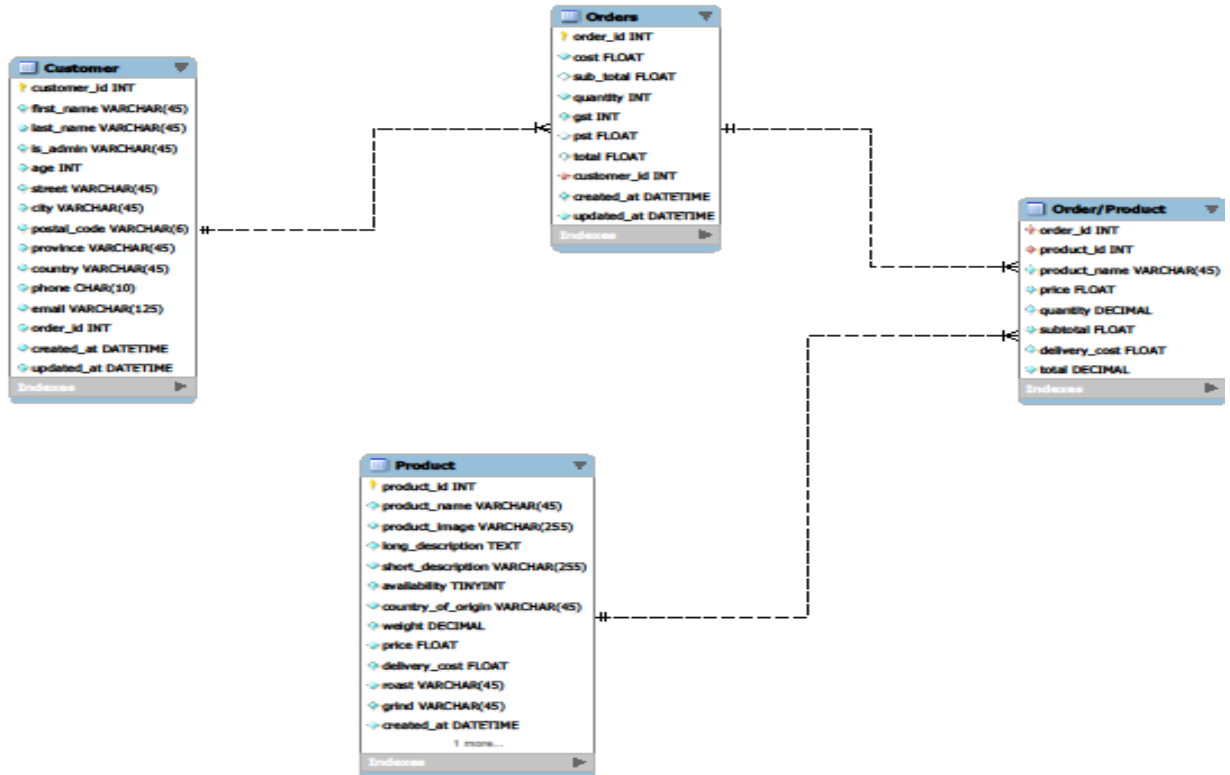 Customer
customer_id INT
first_name VARCHAR(45)
last_name VARCHAR(45)
is_admin VARCHAR(45)
age INT
street VARCHAR(45)
city VARCHAR(45)
postal_code VARCHAR(6)
province VARCHAR(45)
country VARCHAR(45)
phone CHAR(10)
email VARCHAR(125)
order_id INT
created_at DATETIME
updated_at DATETIME
Indexes
Orders
order_id INT
cost FLOAT
sub_total FLOAT
quantity INT
gst INT
pst FLOAT
total FLOAT
customer_id INT
created_at DATETIME
updated_at DATETIME
Indexes
Order/Product
order_id INT
product_id INT
product_name VARCHAR(45)
price FLOAT
quantity DECIMAL
subtotal FLOAT
delivery_cost FLOAT
total DECIMAL
Indexes
Product
product_id INT
product_name VARCHAR(45)
product_image VARCHAR(255)
long_description TEXT
short_description VARCHAR(255)
availability TINYINT
country_of_origin VARCHAR(45)
weight DECIMAL
price FLOAT
delivery_cost FLOAT
roast VARCHAR(45)
grind VARCHAR(45)
created_at DATETIME
1 more...
Indexes